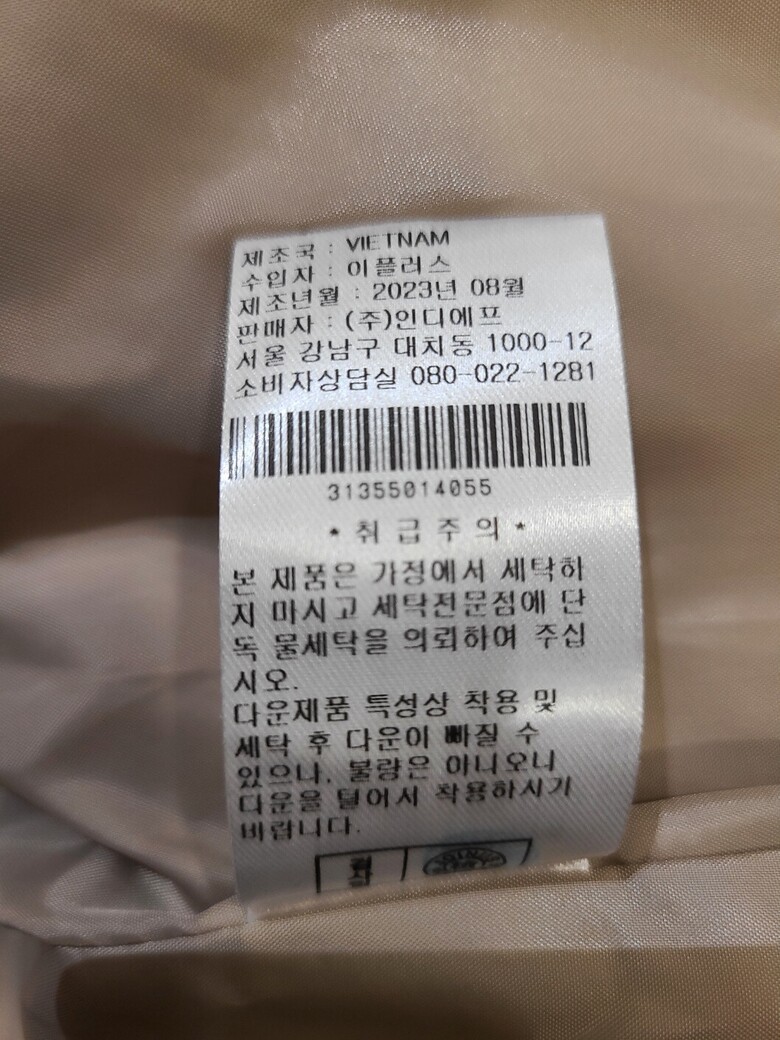 제조국 : VIETNAM
수입자 : 이플러스
제조년월 : 2023년 08월
판매자 : (주)인디에프
서울 강남구 대치동 1000-12
소비자상담실 080-022-1281
31355014055
* 취 급 주 의 *
본 제품은 가정에서 세탁하
지 마시고 세탁전문점에 단
독 물세탁을 의뢰하여 주십
시오.
다운제품 특성상 착용 및
세탁 후 다운이 빠질 수
있으나, 불량은 아니오니
다운을 털어서 착용하시기
바랍니다.